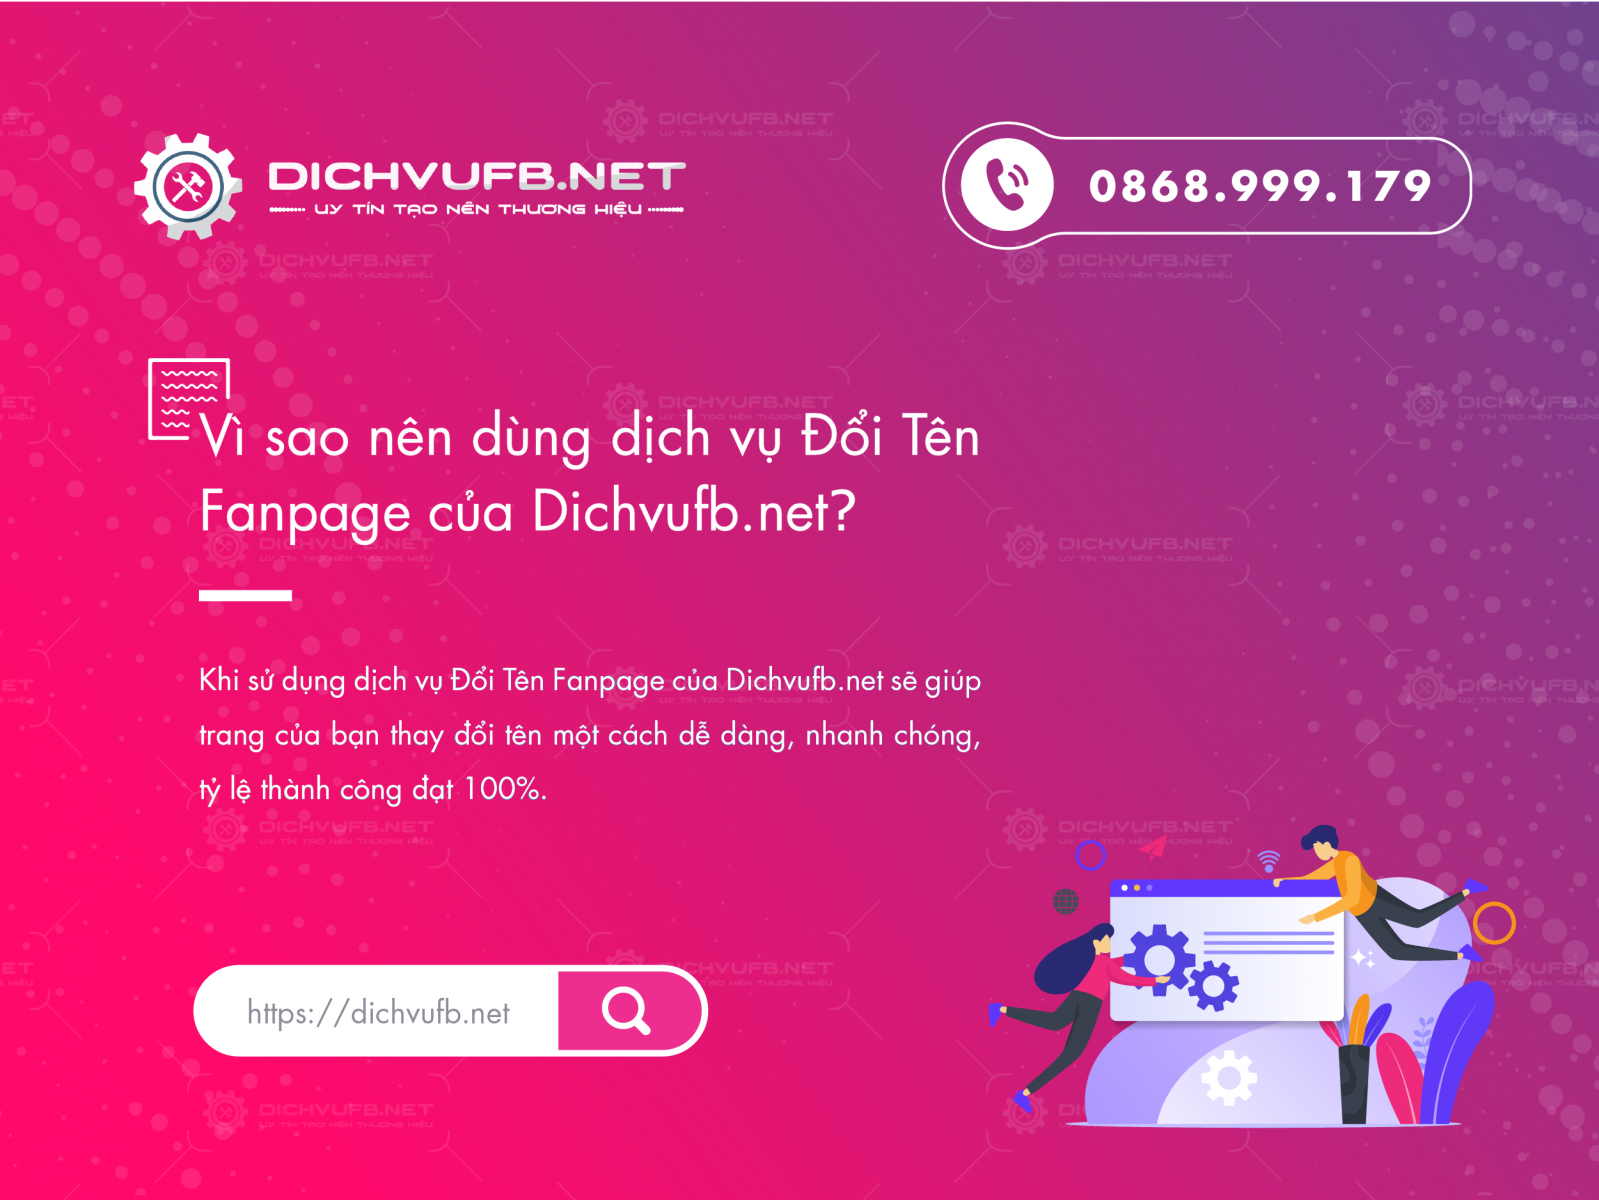 DICHVUFB.NET
UY TÍN TẠO NÊN THƯƠNG HIỆU
0868.999.179
Vì sao nên dùng dịch vụ Đổi Tên
Fanpage của Dichvufb.net?
Khi sử dụng dịch vụ Đổi Tên Fanpage của Dichvufb.net sẽ giúp
trang của bạn thay đổi tên một cách dễ dàng, nhanh chóng,
tỷ lệ thành công đạt 100%.
https://dichvufb.net